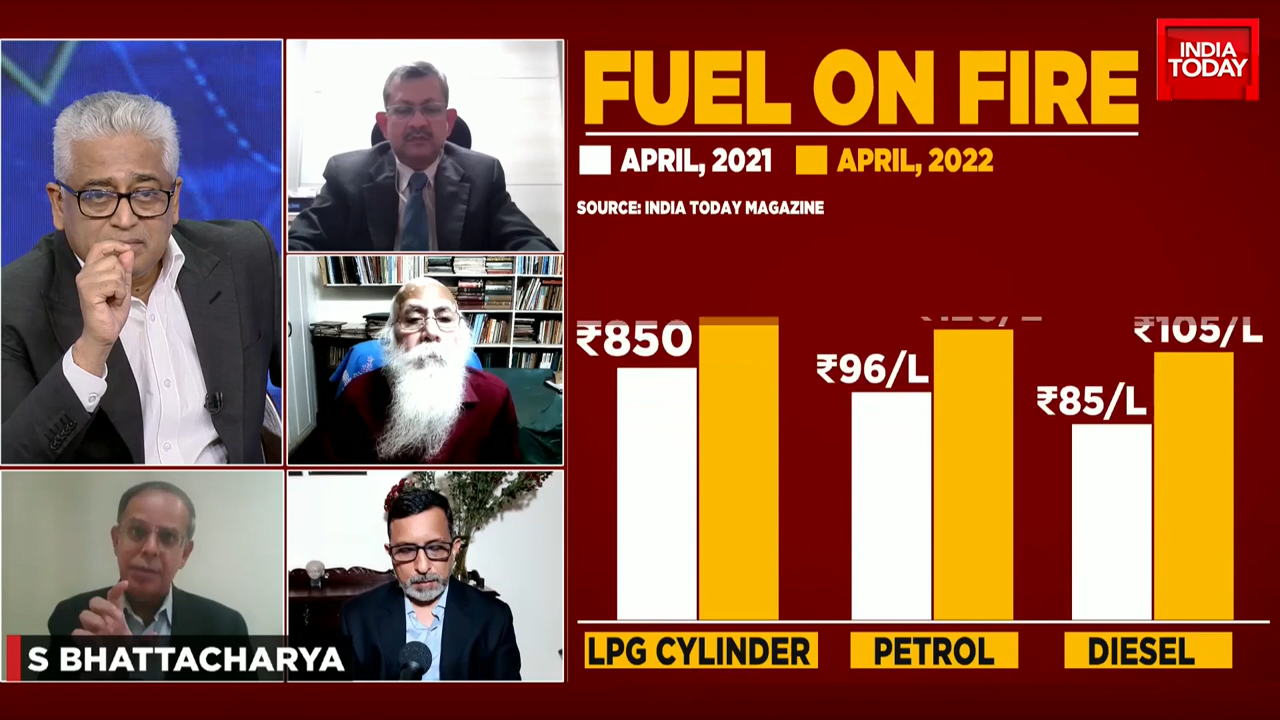 FUEL ON FIRE
INDIA
TODAY
APRIL, 2021 APRIL, 2022
SOURCE: INDIA TODAY MAGAZINE
₹850
₹96/L
₹85/L
₹105/L
LPG CYLINDER PETROL DIESEL
S BHATTACHARYA